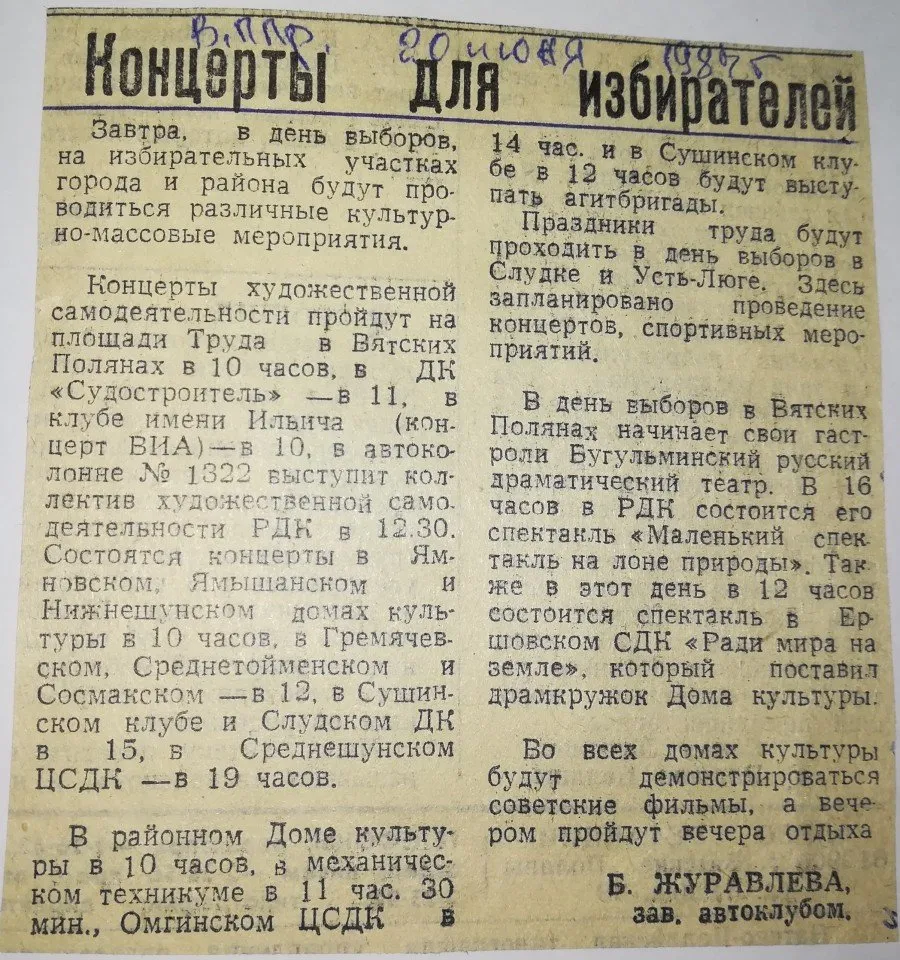 В.ППР. 20 июня 1987г
Концерты для избирателей
Завтра, в день выборов,
на избирательных участках
города и района будут про-
водиться различные культур-
но-массовые мероприятия.
Концерты художественной
самодеятельности пройдут на
площади Труда в Вятских
Полянах в 10 часов, в ДК
«Судостроитель» —в 11, в
клубе имени Ильича (кон-
церт ВИА)—в 10, в автоко-
лонне № 1322 выступит кол-
лектив художественной само-
деятельности РДК в 12.30.
Состоятся концерты в Ям-
новском, Ямышанском и
Нижнешунском домах куль-
туры в 10 часов, в Гремячев-
ском, Среднетойменском и
Сосмакском —в 12, в Сушин-
ском клубе и Слудском ДК
в 15, в Среднешунском
ЦСДК —в 19 часов.
В районном Доме культу-
ры в 10 часов, в механичес-
ком техникуме в 11 час. 30
мин., Омгинском ЦСДК в
14 час. и в Сушинском клу-
бе в 12 часов будут высту-
пать агитбригады.
Праздники труда будут
проходить в день выборов в
Слудке и Усть-Люге. Здесь
запланировано проведение
концертов, спортивных меро-
приятий.
В день выборов в Вятских
Полянах начинает свои гаст-
роли Бугульминский русский
драматический театр. В 16
часов в РДК состоится его
спектакль «Маленький спек-
такль на лоне природы». Так-
же в этот день в 12 часов
состоится спектакль в Ер-
шовском СДК «Ради мира на
земле», который поставил
драмкружок Дома культуры.
Во всех домах культуры
будут демонстрироваться
советские фильмы, а вече-
ром пройдут вечера отдыха
Б. ЖУРАВЛЕВА,
зав. автоклубом.